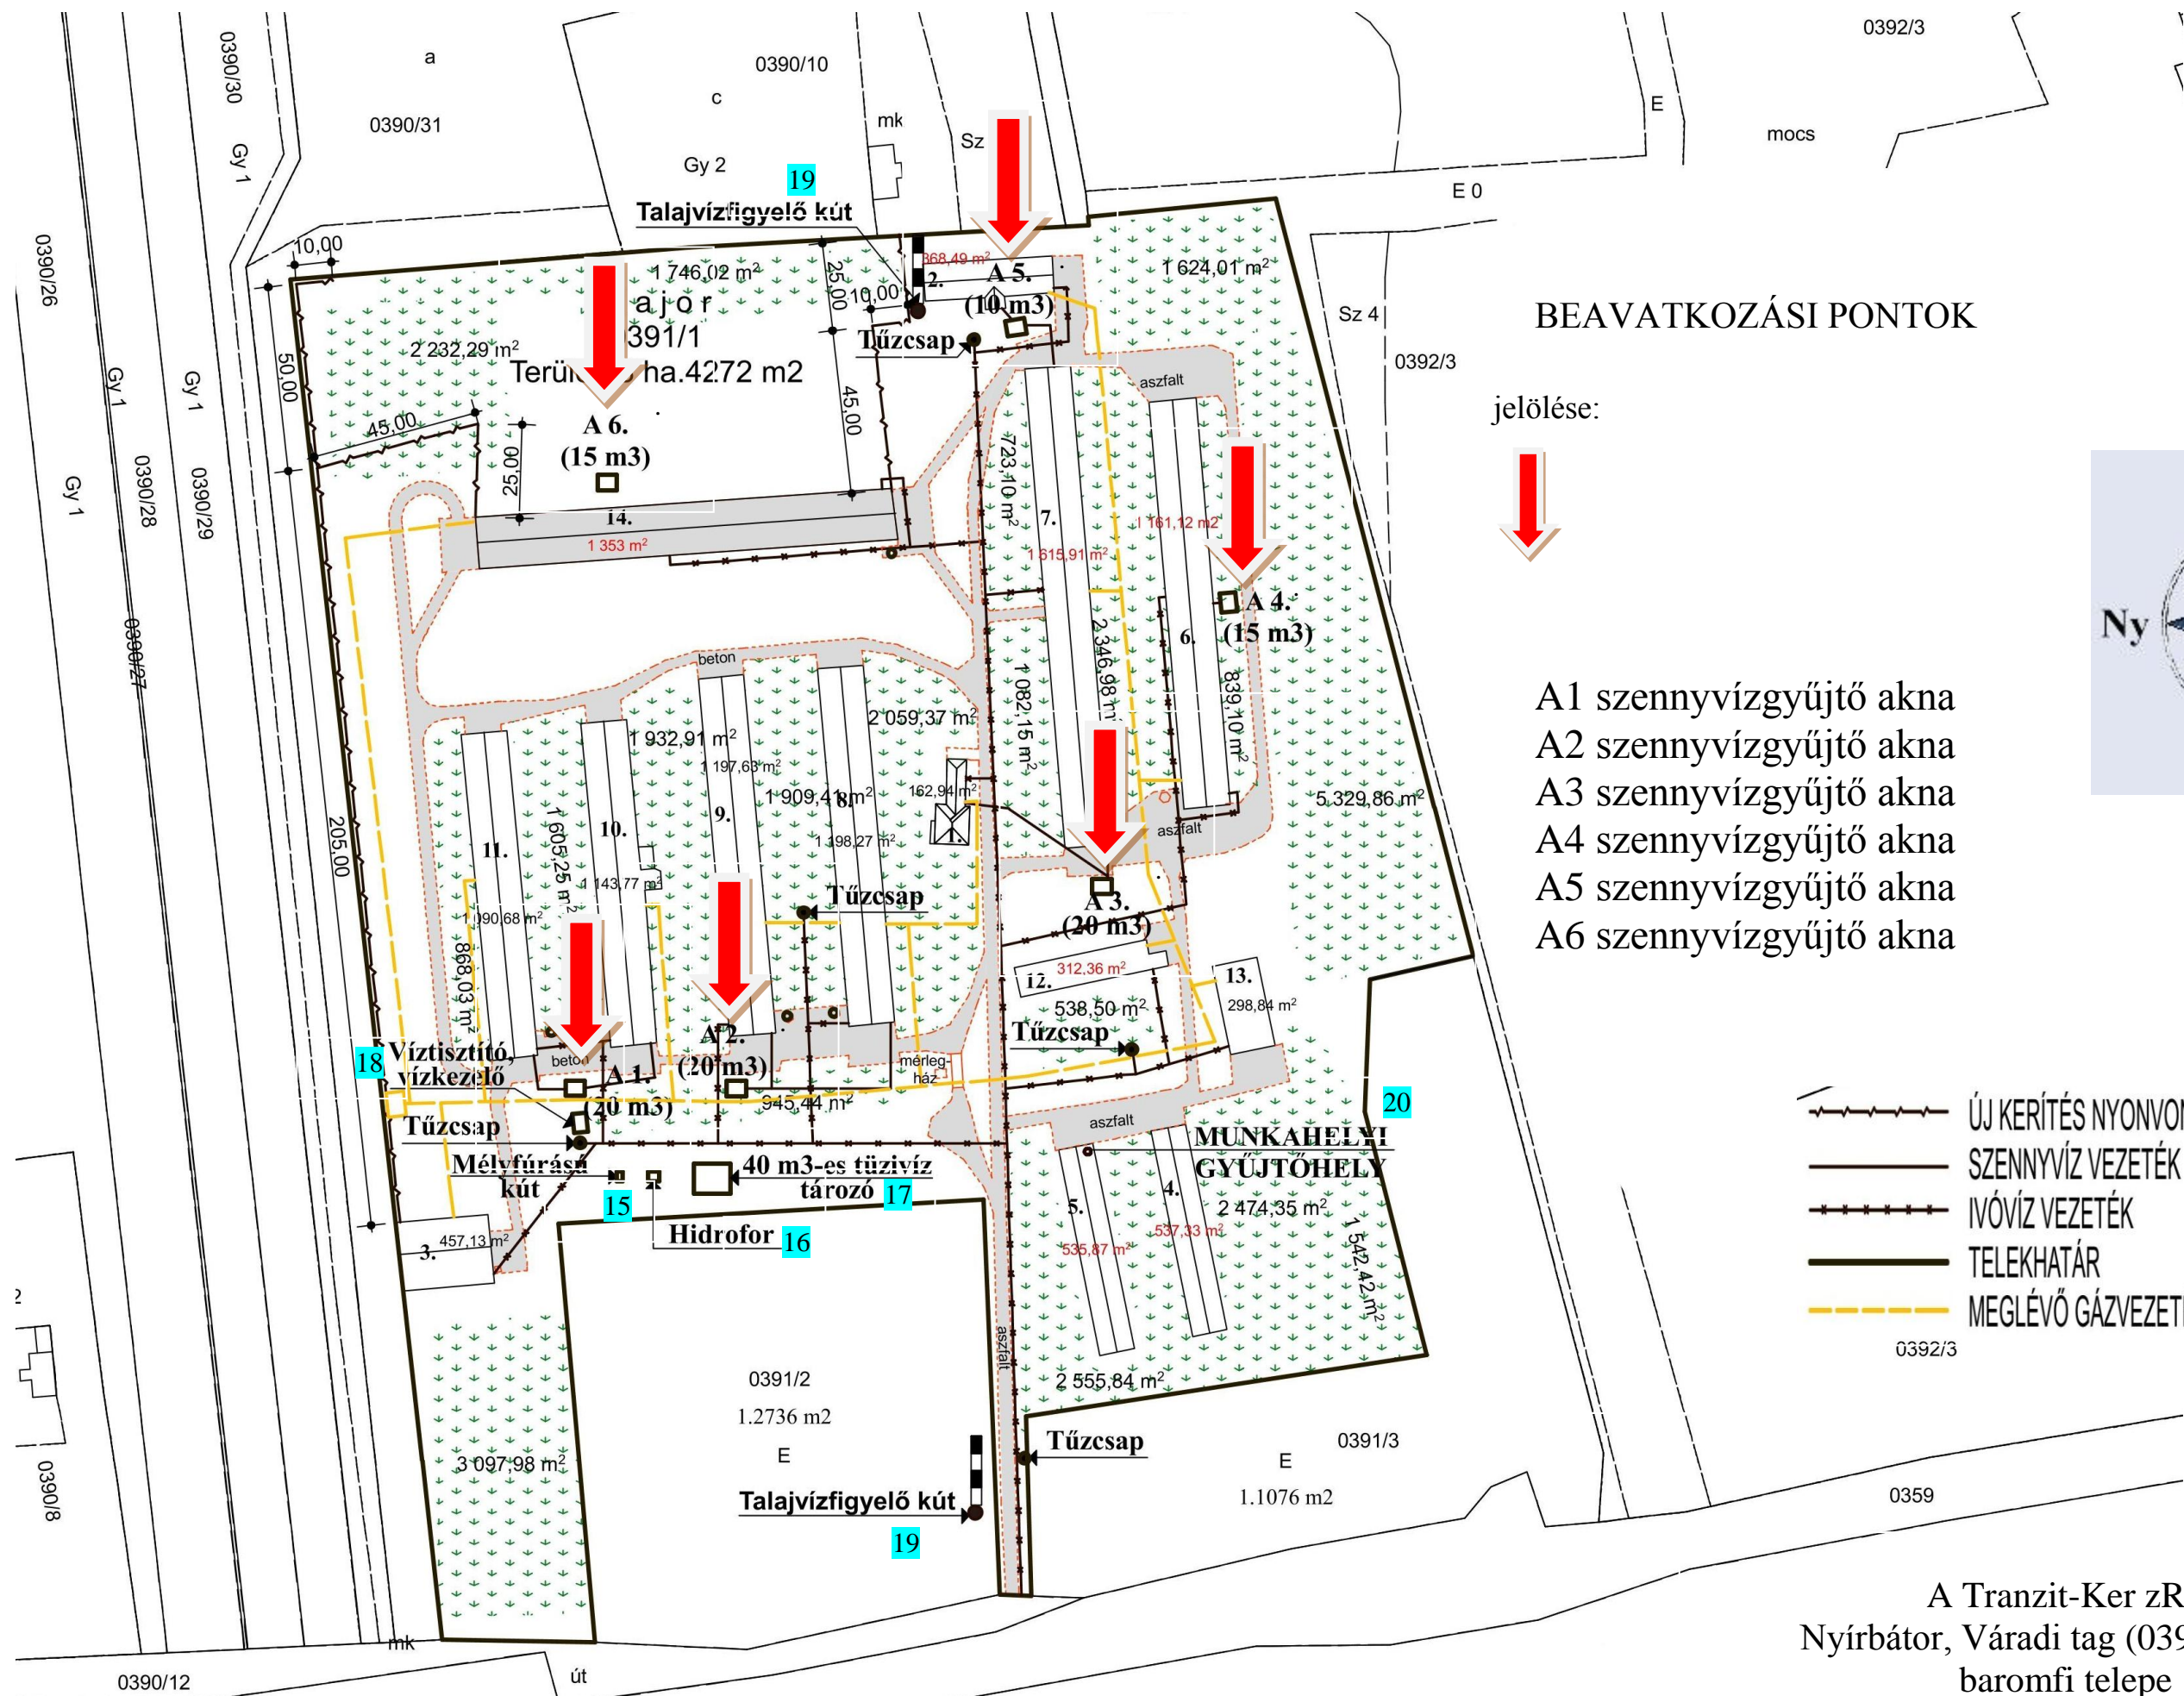 0390/30
Gy 1
a
0390/31
0390/10
c
Gy 2
mk
Sz
E
mocs
0392/3
E 0
19
Talajvízfigyelő kút
0390/26
10,00
1 746,02 m²
25,00
10,00
368,49 m²
2.
A 5.
(10 m3)
1 624,01 m²
Sz 4
0392/3
BEAVATKOZÁSI PONTOK
jelölése:
ajor
391/1
2 232,29 m²
ha.4272 m2
Tűzcsap
50,00
Gy 1
Gy 1
45,00
45,00
A 6.
(15 m3)
25,00
aszfalt
Gy 1
0390/28
0390/29
14.
1 353 m²
723,10 m²
7.
1 615,91 m²
1 161,12 m2
A 4.
(15 m3)
6.
Ny
0390/27
beton
2 346,98 m²
1 082,15 m²
839,10 m²
2 059,37 m²
1 932,91 m²
1 197,63 m²
9.
1 909,41 m²
8.
1 198,27 m²
162,94 m²
1.
5 329,86 m²
aszfalt
A1 szennyvízgyűjtő akna
A2 szennyvízgyűjtő akna
A3 szennyvízgyűjtő akna
A4 szennyvízgyűjtő akna
A5 szennyvízgyűjtő akna
A6 szennyvízgyűjtő akna
205,00
11.
1 605,25 m²
10.
1 143,77 m²
1 090,68 m²
868,03 m²
Tűzcsap
A 3.
(20 m3)
12.
312,36 m²
538,50 m²
13.
298,84 m²
Tűzcsap
18
Víztisztító,
vízkezelő
beton
A 1.
(20 m3)
A 2.
(20 m3)
945,44 m²
mérleg-
ház
Tűzcsap
Mélyfúrású
kút
15
40 m3-es tüzivíz
tározó
17
Hidrofor
16
3.
457,13 m²
aszfalt
20
MUNKAHELYI
GYŰJTŐHELY
5.
4.
2 474,35 m²
535,87 m²
537,33 m²
1 542,42 m²
ÚJ KERÍTÉS NYONVON
SZENNYVÍZ VEZETÉK
IVÓVÍZ VEZETÉK
TELEKHATÁR
0392/3
2
aszfalt
0391/2
1.2736 m2
E
2 555,84 m²
Tűzcsap
0391/3
E
1.1076 m2
3 097,98 m²
0390/8
Talajvízfigyelő kút
19
0359
A Tranzit-Ker zR
Nyírbátor, Váradi tag (039
baromfi telepe
mk
0390/12
út